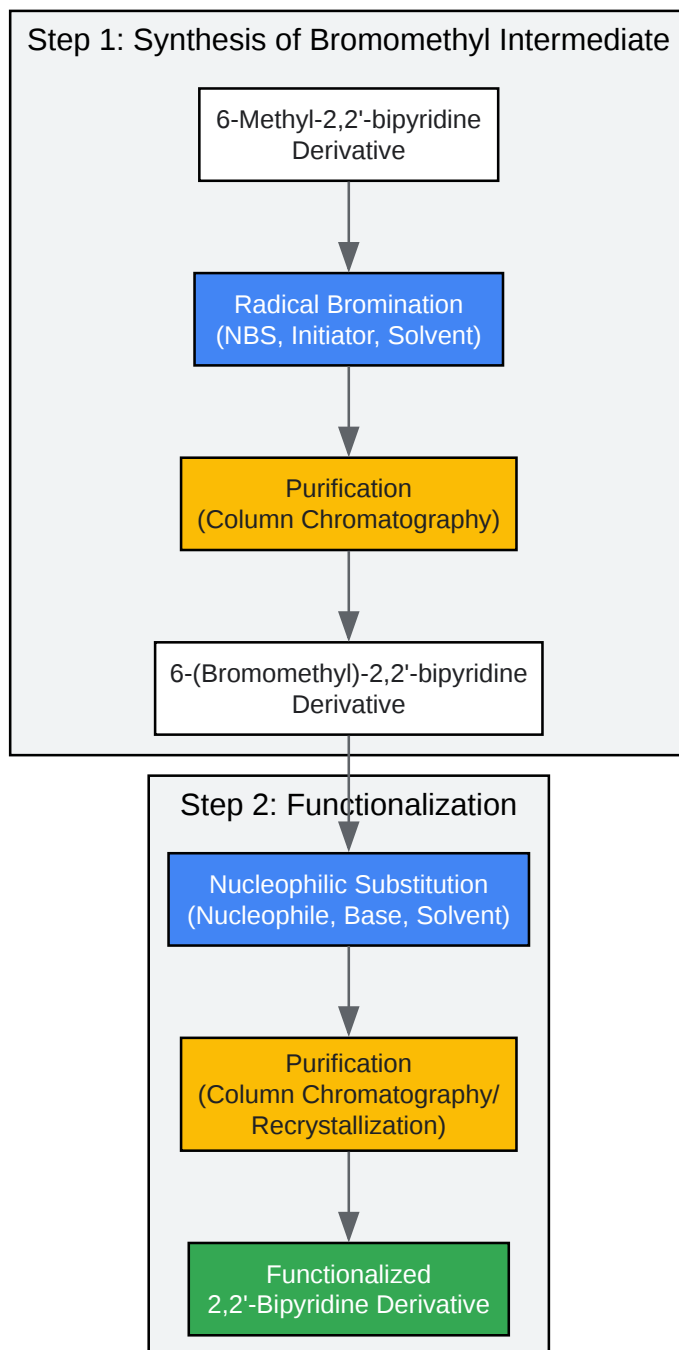 Step 1: Synthesis of Bromomethyl Intermediate
6-Methyl-2,2'-bipyridine
Derivative
Radical Bromination
(NBS, Initiator, Solvent)
Purification
(Column Chromatography)
6-(Bromomethyl)-2,2'-bipyridine
Derivative
Step 2: Functionalization
Nucleophilic Substitution
(Nucleophile, Base, Solvent)
Purification
(Column Chromatography/
Recrystallization)
Functionalized
2,2'-Bipyridine Derivative